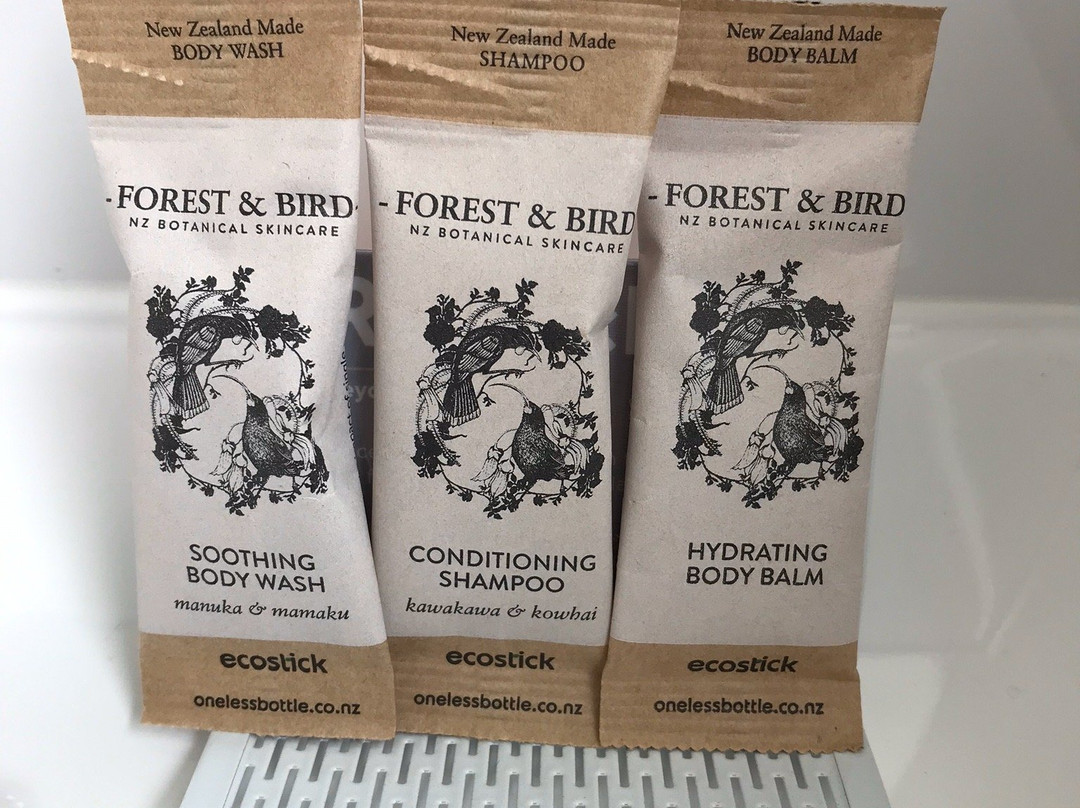 New Zealand Made
BODY WASH
- FOREST & BIRD -
NZ BOTANICAL SKINCARE
SOOTHING
BODY WASH
manuka & mamaku
ecostick
onelessbottle.co.nz
New Zealand Made
SHAMPOO
- FOREST & BIRD
NZ BOTANICAL SKINCARE
CONDITIONING
SHAMPOO
kawakawa & kowhai
ecostick
onelessbottle.co.nz
New Zealand Made
BODY BALM
- FOREST & BIRD
NZ BOTANICAL SKINCARE
HYDRATING
BODY BALM
ecostick
onelessbottle.co.nz